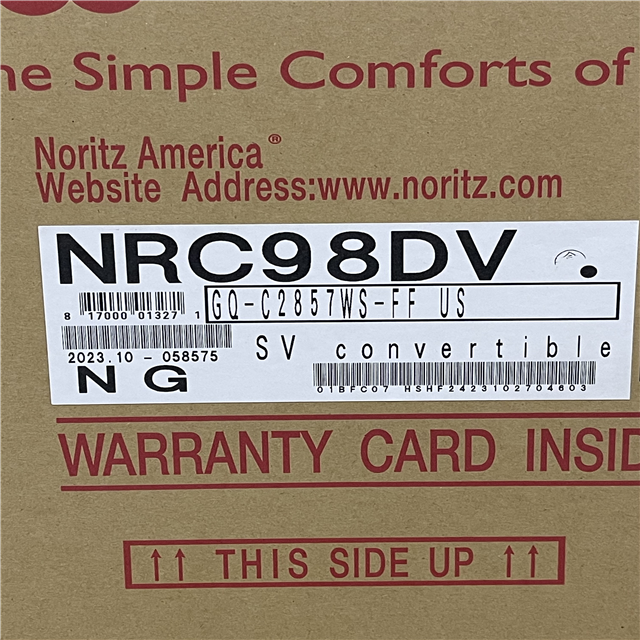 he Simple Comforts of
Noritz America®
Website Address:www.noritz.com
NRC98DV
8 17000 01327 1
GQ-C2857WS-FF US
2023.10 - 058575
SV convertible
NG
01BFC07 HSHF2423102704603
WARRANTY CARD INSID
↑↑ THIS SIDE UP ↑↑